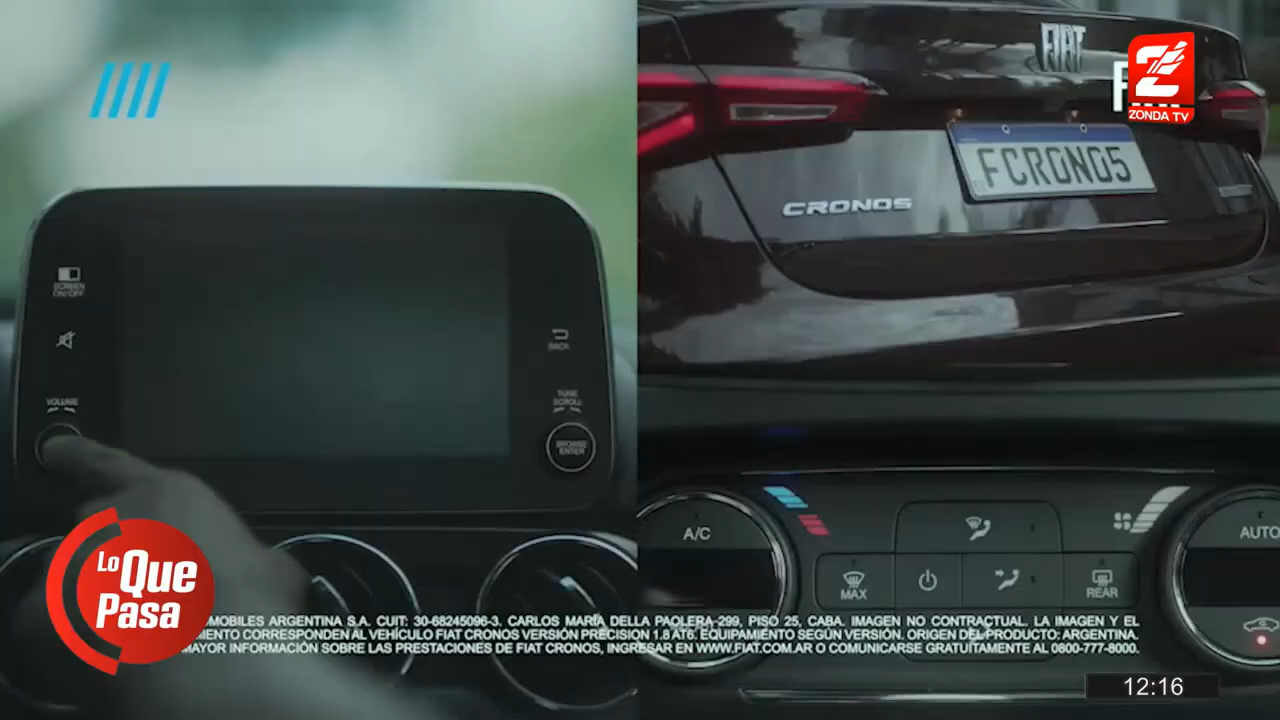 FIAT
ZONDA TV
FCRONOS
CRONOS
SCREEN
ON/OFF
BACK
VOLUME
TUNE
SCROLL
BROWSE
ENTER
A/C
AUTO
MAX
REAR
Lo
Que
Pasa
MOBILES ARGENTINA S.A. CUIT: 30-68245096-3. CARLOS MARÍA DELLA PAOLERA 299, PISO 25, CABA. IMAGEN NO CONTRACTUAL. LA IMAGEN Y EL
MIENTO CORRESPONDEN AL VEHÍCULO FIAT CRONOS VERSIÓN PRECISION 1.8 AT6. EQUIPAMIENTO SEGÚN VERSIÓN. ORIGEN DEL PRODUCTO: ARGENTINA.
MAYOR INFORMACIÓN SOBRE LAS PRESTACIONES DE FIAT CRONOS, INGRESAR EN WWW.FIAT.COM.AR O COMUNICARSE GRATUITAMENTE AL 0800-777-8000.
12:16